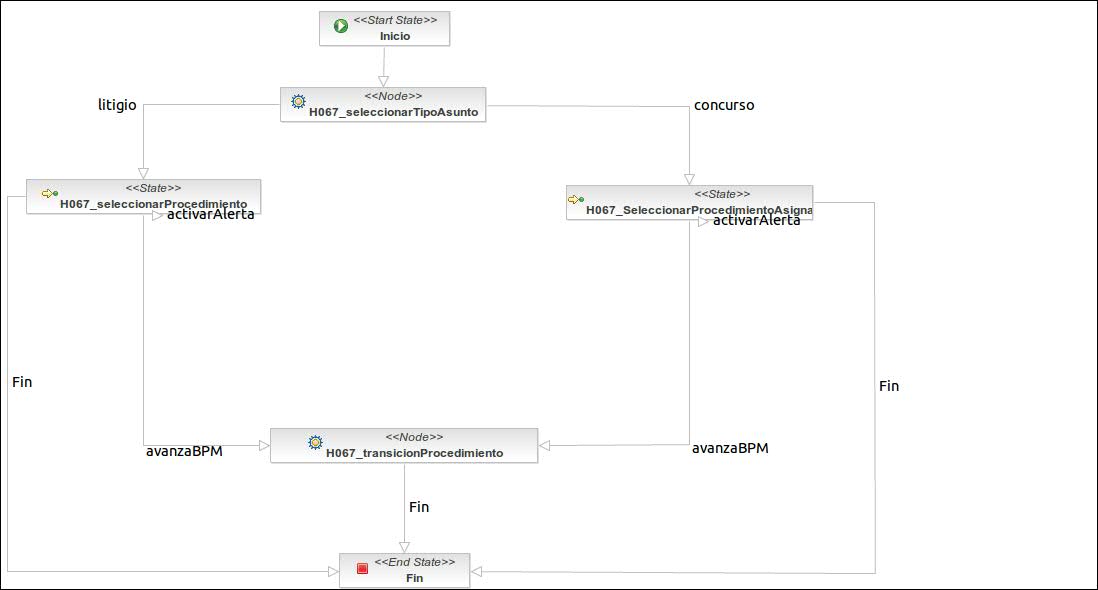 <<Start State>>
Inicio
<<Node>>
H067_seleccionarTipoAsunto
litigio
concurso
<<State>>
H067_seleccionarProcedimiento
activarAlerta
<<State>>
H067_SeleccionarProcedimientoAsigna
activarAlerta
Fin
Fin
<<Node>>
H067_transicionProcedimiento
avanzaBPM
avanzaBPM
Fin
<<End State>>
Fin